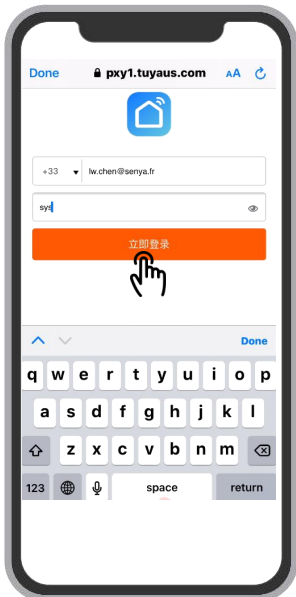 Done pxy1.tuyaus.com AA
+33 lw.chen@senya.fr
sys
立即登录
Done
q w e r t y u i o p
a s d f g h j k l
z x c v b n m
123 space return